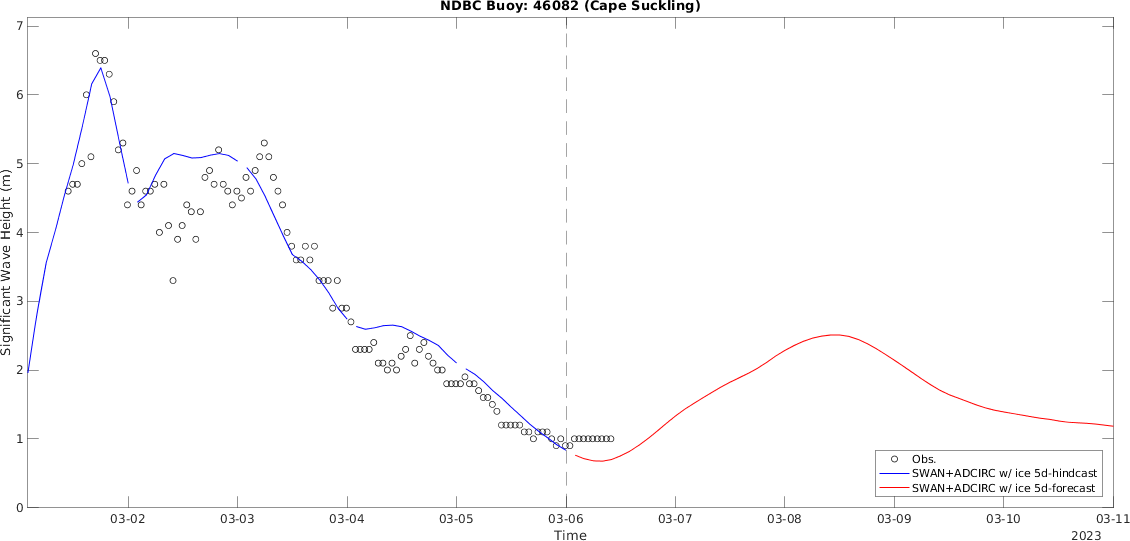 NDBC Buoy: 46082 (Cape Suckling)
7
6
5
4
3
2
1
0
Significant Wave Height (m)
03-02 03-03 03-04 03-05 03-06 03-07 03-08 03-09 03-10 03-11
Time
2023
Obs.
SWAN+ADCIRC w/ ice 5d-hindcast
SWAN+ADCIRC w/ ice 5d-forecast